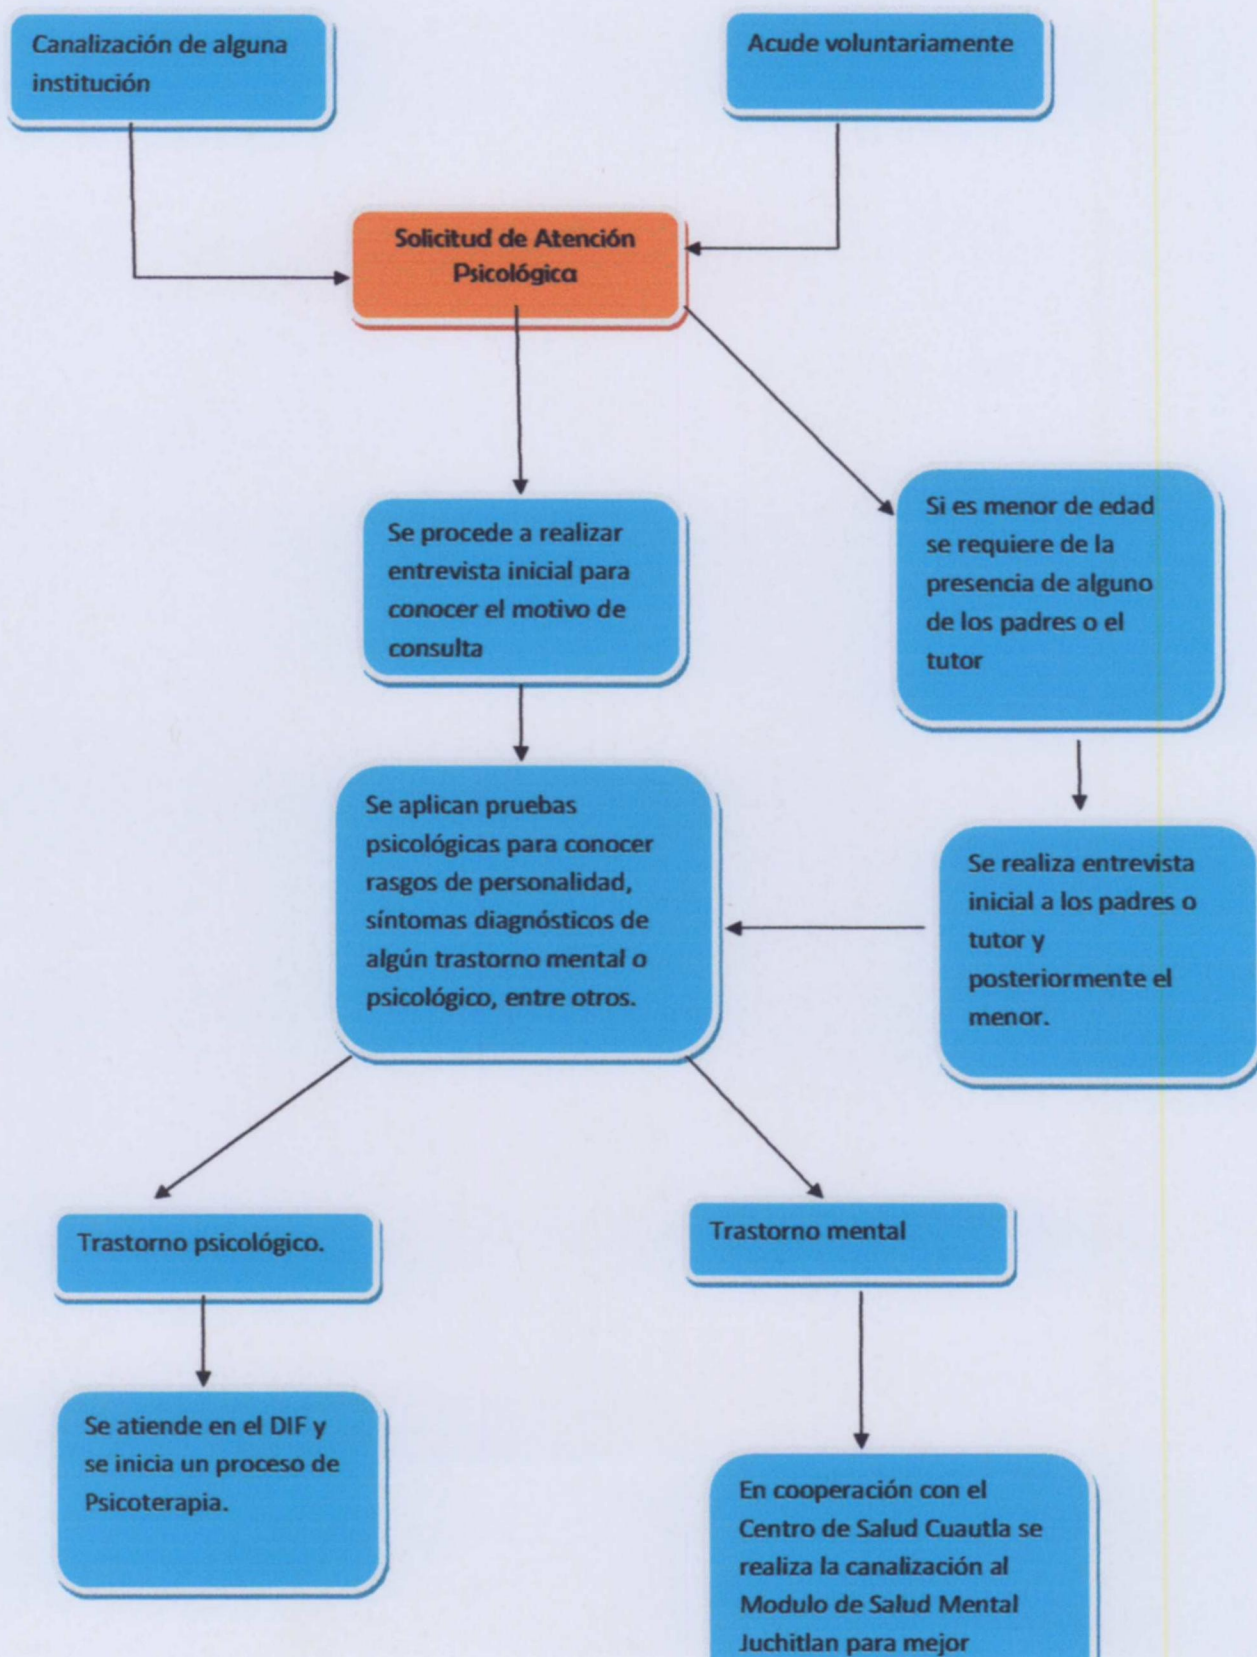 Canalización de alguna
institución
Acude voluntariamente
Solicitud de Atención
Psicológica
Se procede a realizar
entrevista inicial para
conocer el motivo de
consulta
Si es menor de edad
se requiere de la
presencia de alguno
de los padres o el
tutor
Se aplican pruebas
psicológicas para conocer
rasgos de personalidad,
síntomas diagnósticos de
algún trastorno mental o
psicológico, entre otros.
Se realiza entrevista
inicial a los padres o
tutor y
posteriormente el
menor.
Trastorno psicológico.
Trastorno mental
Se atiende en el DIF y
se inicia un proceso de
Psicoterapia.
En cooperación con el
Centro de Salud Cuautla se
realiza la canalización al
Modulo de Salud Mental
Juchitlan para mejor